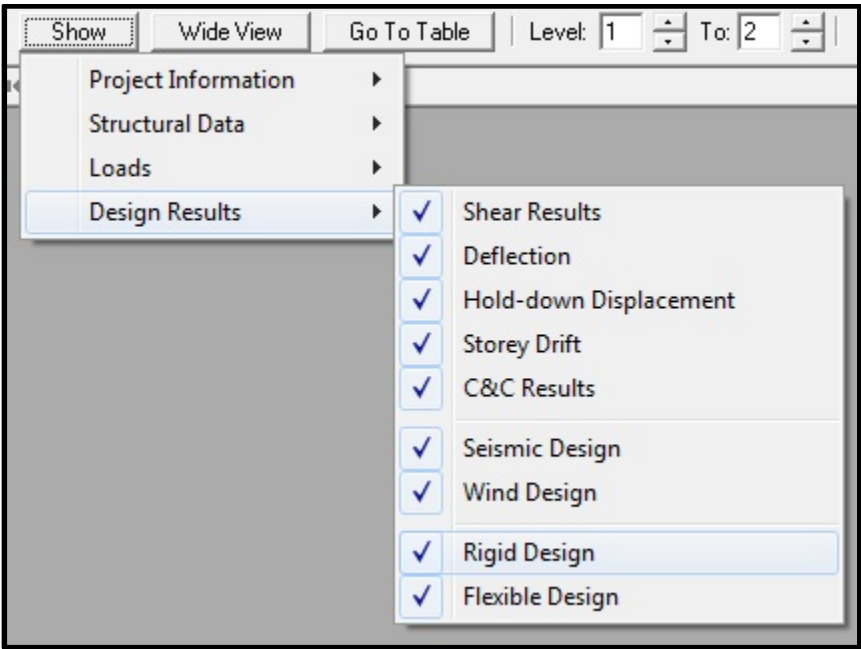 Show Wide View Go To Table Level: 1 To: 2
Project Information
Structural Data
Loads
Design Results
Shear Results
Deflection
Hold-down Displacement
Storey Drift
C&C Results
Seismic Design
Wind Design
Rigid Design
Flexible Design